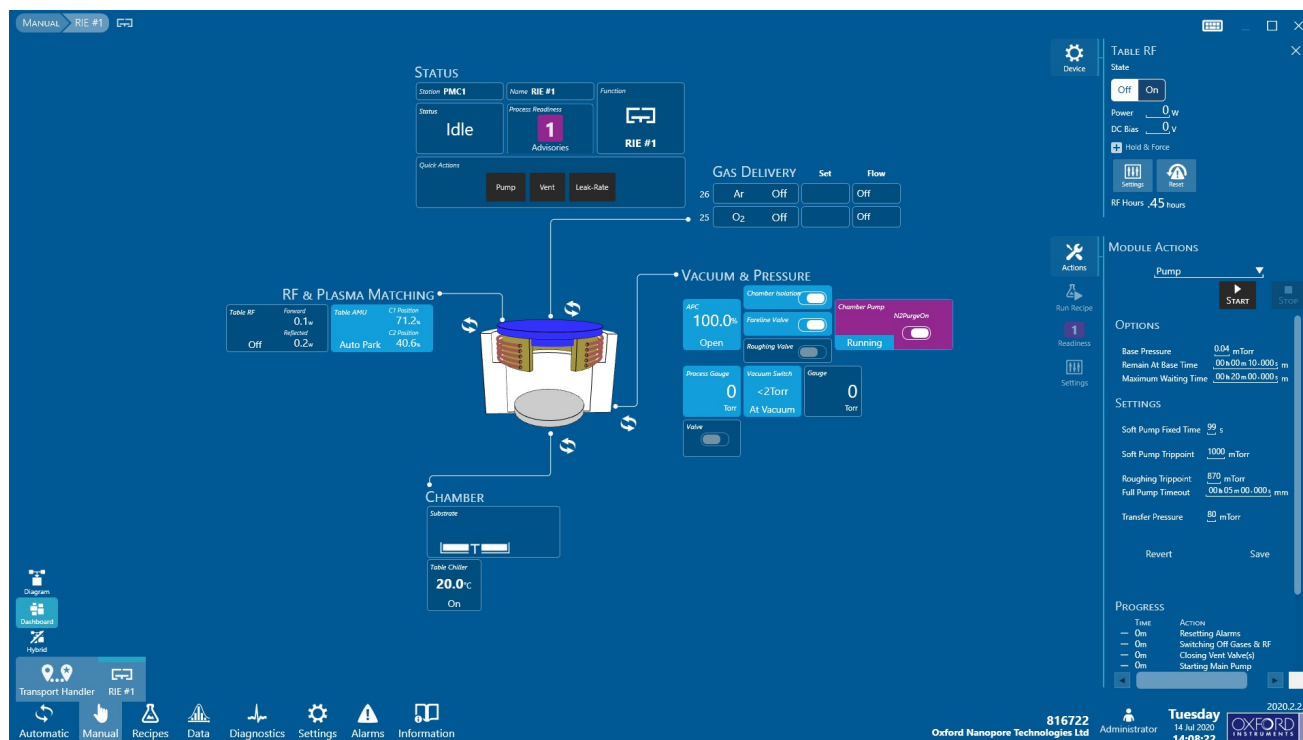 Manual RIE #1
Status
Station PMC1 Name RIE #1 Function
Status Process Readiness
Idle 1
Advisories RIE #1
Quick Actions
Pump Vent Leak-Rate
Gas Delivery Set Flow
26 Ar Off Off
25 O2 Off Off
RF & Plasma Matching
Table RF Forward 0.1w
Reflected
Off 0.2w
Table AMU C1 Position
71.2%
C2 Position
Auto Park 40.6%
Vacuum & Pressure
APC
100.0%
Open
Chamber Isolation
Foreline Valve
Roughing Valve
Chamber Pump
N2PurgeOn
Running
Process Gauge
0
Torr
Vacuum Switch
<2Torr
At Vacuum
Gauge
0
Torr
Valve
Chamber
Substrate
T
Table Chiller
20.0°C
On
Device
Table RF
State
Off On
Power 0 W
DC Bias 0 V
Hold & Force
Settings Reset
RF Hours .45 hours
Actions
Run Recipe
1
Readiness
Settings
Module Actions
Pump
Start Stop
Options
Base Pressure 0.04 mTorr
Remain At Base Time 00h00m10.000s m
Maximum Waiting Time 00h20m00.000s m
Settings
Soft Pump Fixed Time 99 s
Soft Pump Trippoint 1000 mTorr
Roughing Trippoint 870 mTorr
Full Pump Timeout 00h05m00.000s mm
Transfer Pressure 80 mTorr
Revert Save
Progress
Time Action
— 0m Resetting Alarms
— 0m Switching Off Gases & RF
— 0m Closing Vent Valve(s)
— 0m Starting Main Pump
Diagram
Dashboard
Hybrid
Transport Handler RIE #1
Automatic Manual Recipes Data Diagnostics Settings Alarms Information
816722
Oxford Nanopore Technologies Ltd
Administrator
Tuesday
14 Jul 2020
14:08:22
2020.2.2
OXFORD
INSTRUMENTS